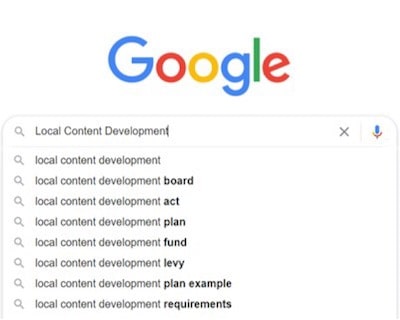 Google
Local Content Development
local content development
local content development board
local content development act
local content development plan
local content development fund
local content development levy
local content development plan example
local content development requirements